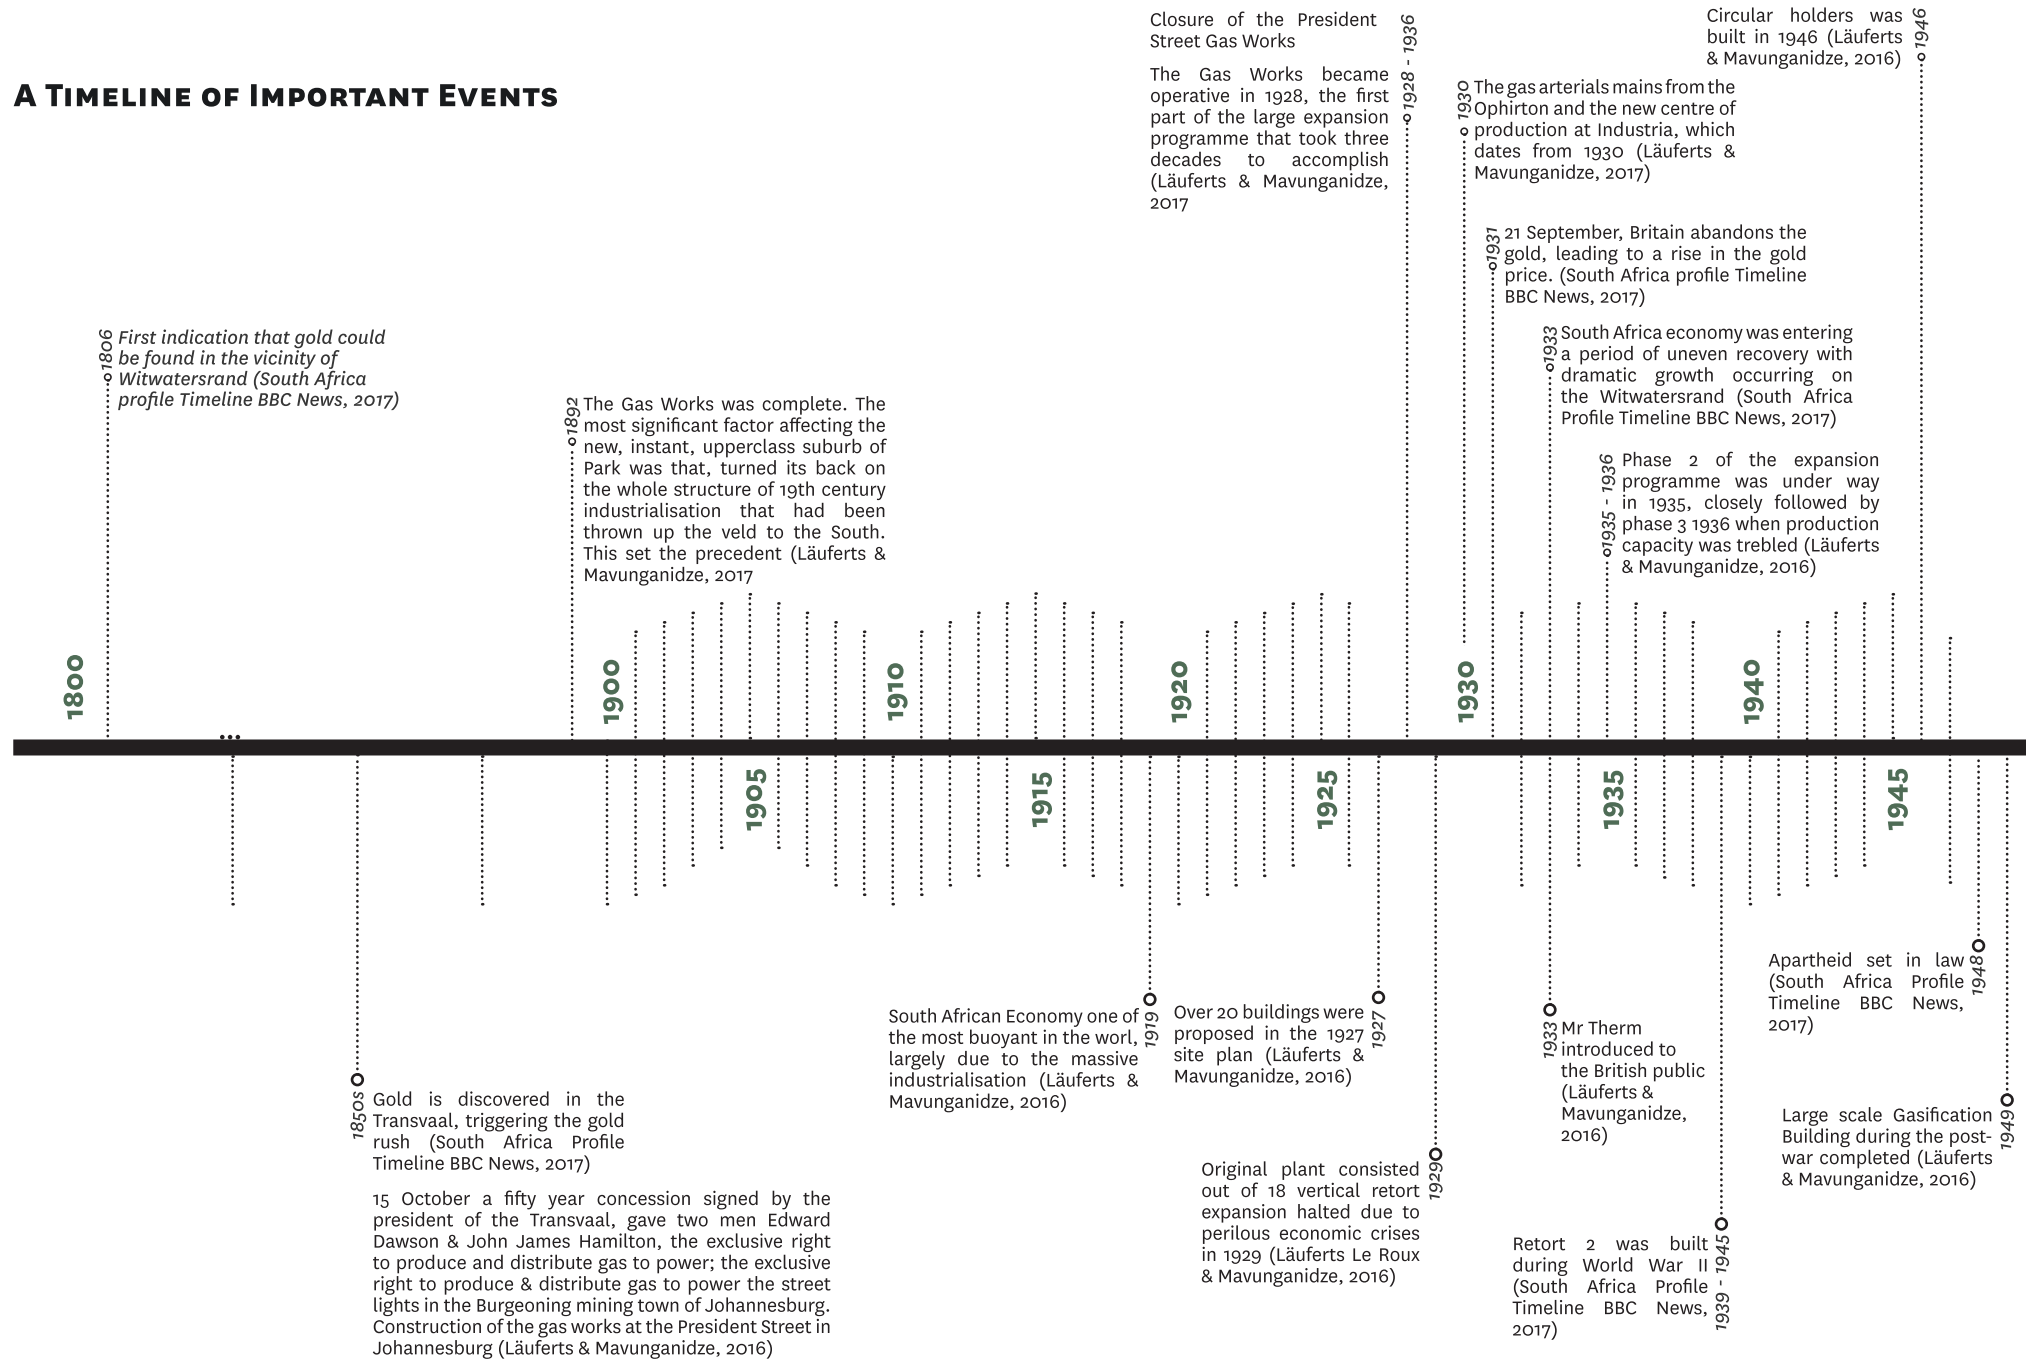 A Timeline of Important Events
1806
First indication that gold could
be found in the vicinity of
Witwatersrand (South Africa
profile Timeline BBC News, 2017)
1892
The Gas Works was complete. The
most significant factor affecting the
new, instant, upperclass suburb of
Park was that, turned its back on
the whole structure of 19th century
industrialisation that had been
thrown up the veld to the South.
This set the precedent (Läuferts &
Mavunganidze, 2017
1928 - 1936
Closure of the President
Street Gas Works
The Gas Works became
operative in 1928, the first
part of the large expansion
programme that took three
decades to accomplish
(Läuferts & Mavunganidze,
2017
1930
The gas arterials mains from the
Ophirton and the new centre of
production at Industria, which
dates from 1930 (Läuferts &
Mavunganidze, 2017)
1931
21 September, Britain abandons the
gold, leading to a rise in the gold
price. (South Africa profile Timeline
BBC News, 2017)
1933
South Africa economy was entering
a period of uneven recovery with
dramatic growth occurring on
the Witwatersrand (South Africa
Profile Timeline BBC News, 2017)
1935 - 1936
Phase 2 of the expansion
programme was under way
in 1935, closely followed by
phase 3 1936 when production
capacity was trebled (Läuferts
& Mavunganidze, 2016)
1946
Circular holders was
built in 1946 (Läuferts
& Mavunganidze, 2016)
1800
...
1900
1905
1910
1915
1920
1925
1930
1935
1940
1945
1850s
Gold is discovered in the
Transvaal, triggering the gold
rush (South Africa Profile
Timeline BBC News, 2017)
15 October a fifty year concession signed by the
president of the Transvaal, gave two men Edward
Dawson & John James Hamilton, the exclusive right
to produce and distribute gas to power; the exclusive
right to produce & distribute gas to power the street
lights in the Burgeoning mining town of Johannesburg.
Construction of the gas works at the President Street in
Johannesburg (Läuferts & Mavunganidze, 2016)
1919
South African Economy one of
the most buoyant in the worl,
largely due to the massive
industrialisation (Läuferts &
Mavunganidze, 2016)
1927
Over 20 buildings were
proposed in the 1927
site plan (Läuferts &
Mavunganidze, 2016)
1929
Original plant consisted
out of 18 vertical retort
expansion halted due to
perilous economic crises
in 1929 (Läuferts Le Roux
& Mavunganidze, 2016)
1933
Mr Therm
introduced to
the British public
(Läuferts &
Mavunganidze,
2016)
1939 - 1945
Retort 2 was built
during World War II
(South Africa Profile
Timeline BBC News,
2017)
1948
Apartheid set in law
(South Africa Profile
Timeline BBC News,
2017)
1949
Large scale Gasification
Building during the post-
war completed (Läuferts
& Mavunganidze, 2016)